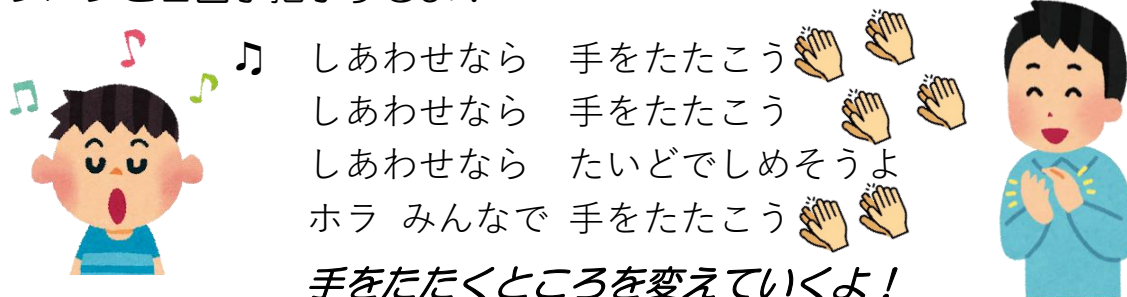 ♫ しあわせなら 手をたたこう
しあわせなら 手をたたこう
しあわせなら たいどでしめそうよ
ホラ みんなで 手をたたこう
手をたたくところを変えていくよ！